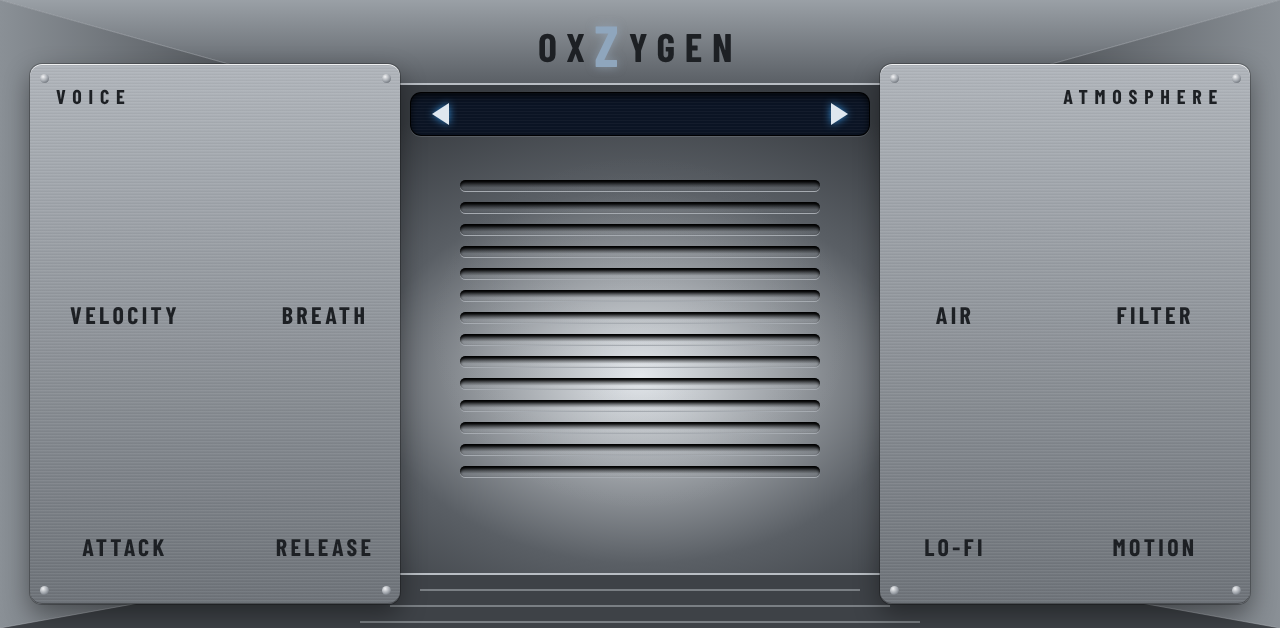 OXZYGEN
VOICE
ATMOSPHERE
VELOCITY BREATH
AIR FILTER
ATTACK RELEASE
LO-FI MOTION